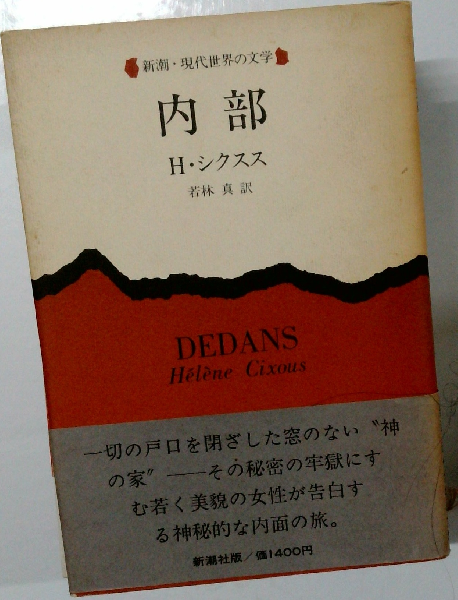 新潮・現代世界の文学
内部
H・シクスス
若林 真 訳
DEDANS
Hélène Cixous
一切の戸口を閉ざした窓のない〝神
の家〟――その秘密の牢獄にす
む若く美貌の女性が告白す
る神秘的な内面の旅。
新潮社版/価1400円